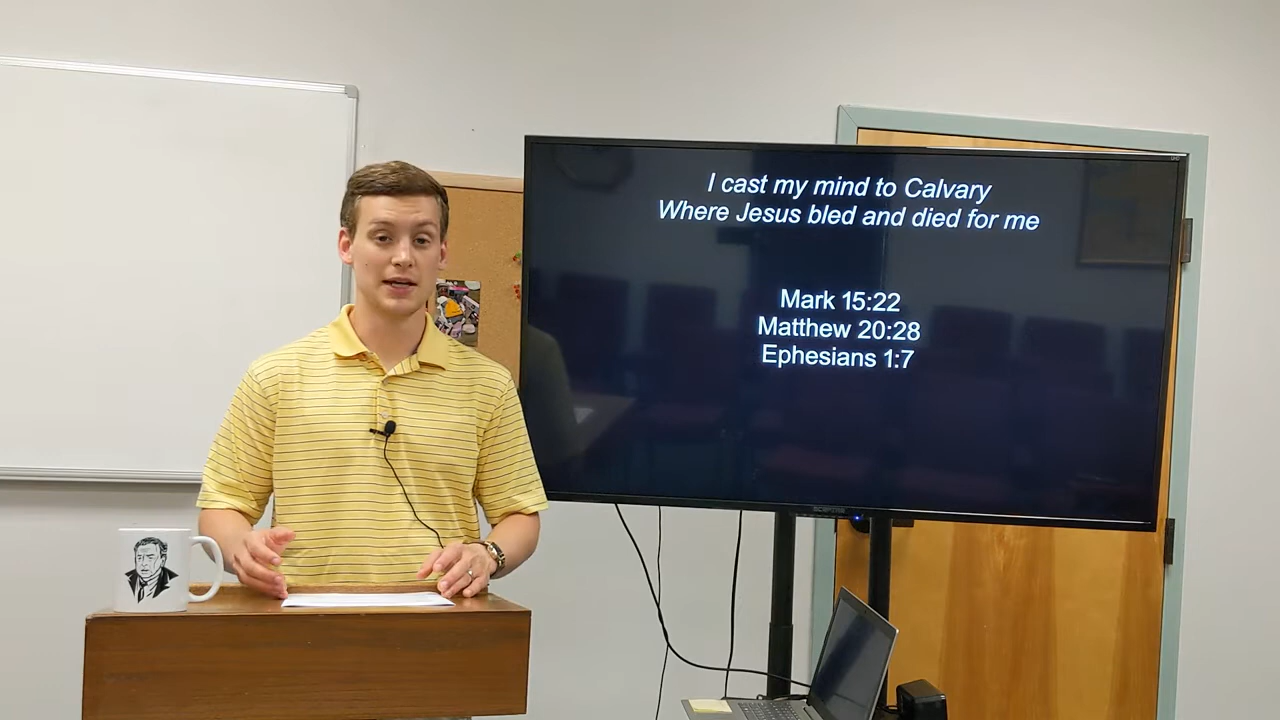 I cast my mind to Calvary
Where Jesus bled and died for me
Mark 15:22
Matthew 20:28
Ephesians 1:7
SCEPTRE